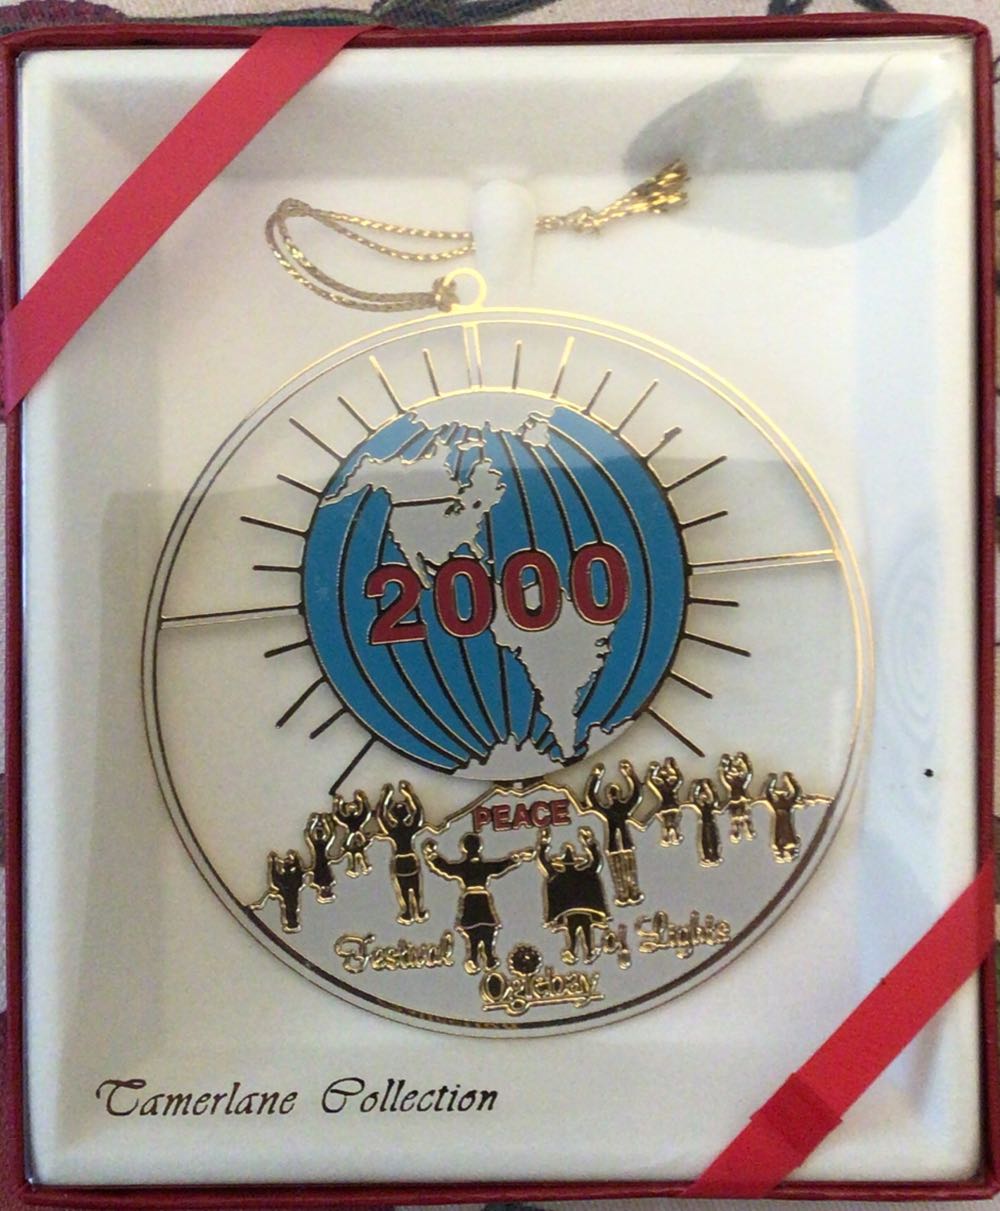 2000
PEACE
Festival of Lights
Oglebay
Tamerlane Collection